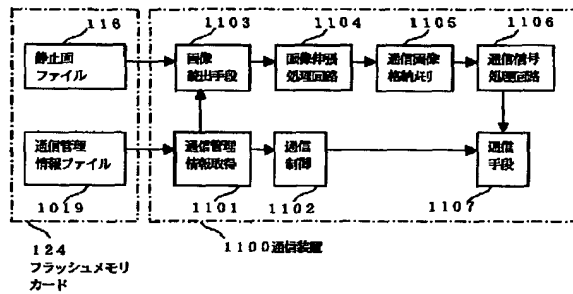 116
1103
1104
1105
1106
静止画
ファイル
画像
読出手段
画像伸張
処理回路
通信画像
格納メモリ
通信信号
処理回路
通信管理
情報ファイル
通信管理
情報取得
通信
制御
通信
手段
1019
1101
1102
1107
124
フラッシュメモリ
カード
1100通信装置